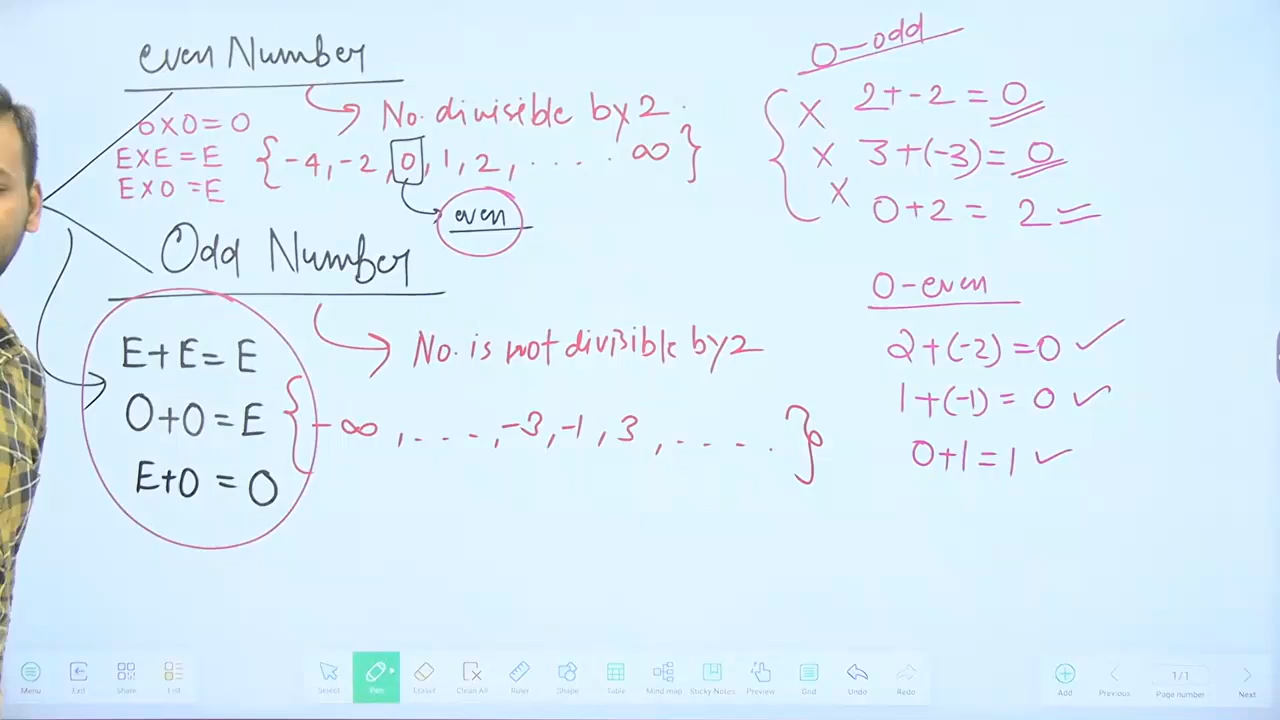 even Number
No. divisible by 2.
0×0=0
E×E=E
E×0=E
{-4, -2, 0, 1, 2, ..... ∞}
even
Odd Number
No. is not divisible by 2
E+E=E
O+O=E
E+O=O
{-∞, ...., -3, -1, 3, ..... }
0-odd
× 2+-2=0
× 3+(-3)=0
× 0+2=2
0-even
2+(-2)=0 ✓
1+(-1)=0 ✓
0+1=1 ✓
Menu Exit Share List Select Pen Eraser Clean All Ruler Shape Table Mind map Sticky Notes Preview Grid Undo Redo Add Previous 1/1 Page number Next